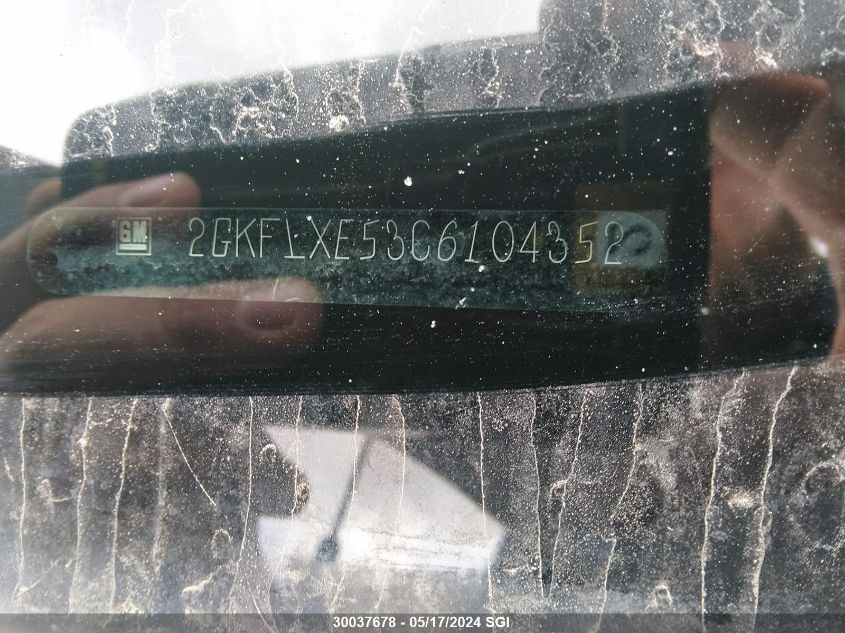 GM 2GKFLXE53C6104352
30037678 - 05/17/2024 SGI